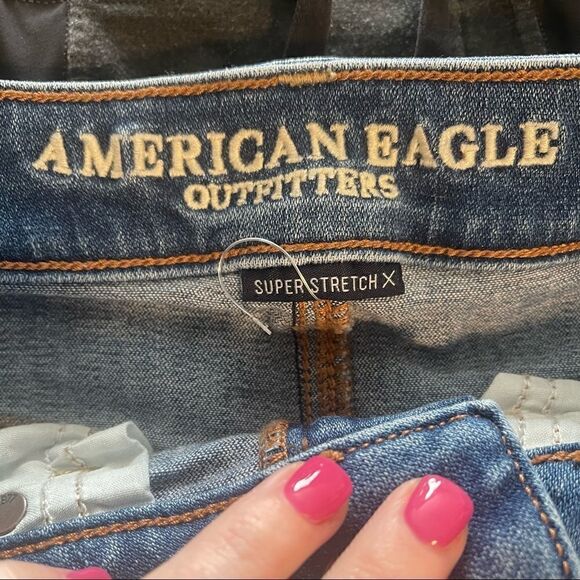 AMERICAN EAGLE
OUTFITTERS
SUPER STRETCH X